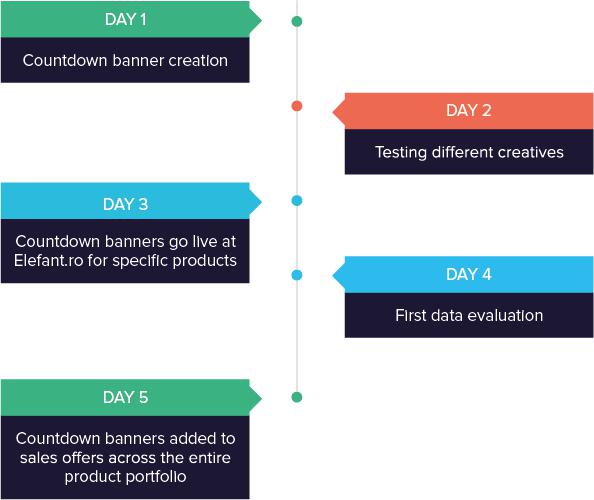 DAY 1
Countdown banner creation
DAY 2
Testing different creatives
DAY 3
Countdown banners go live at
Elefant.ro for specific products
DAY 4
First data evaluation
DAY 5
Countdown banners added to
sales offers across the entire
product portfolio